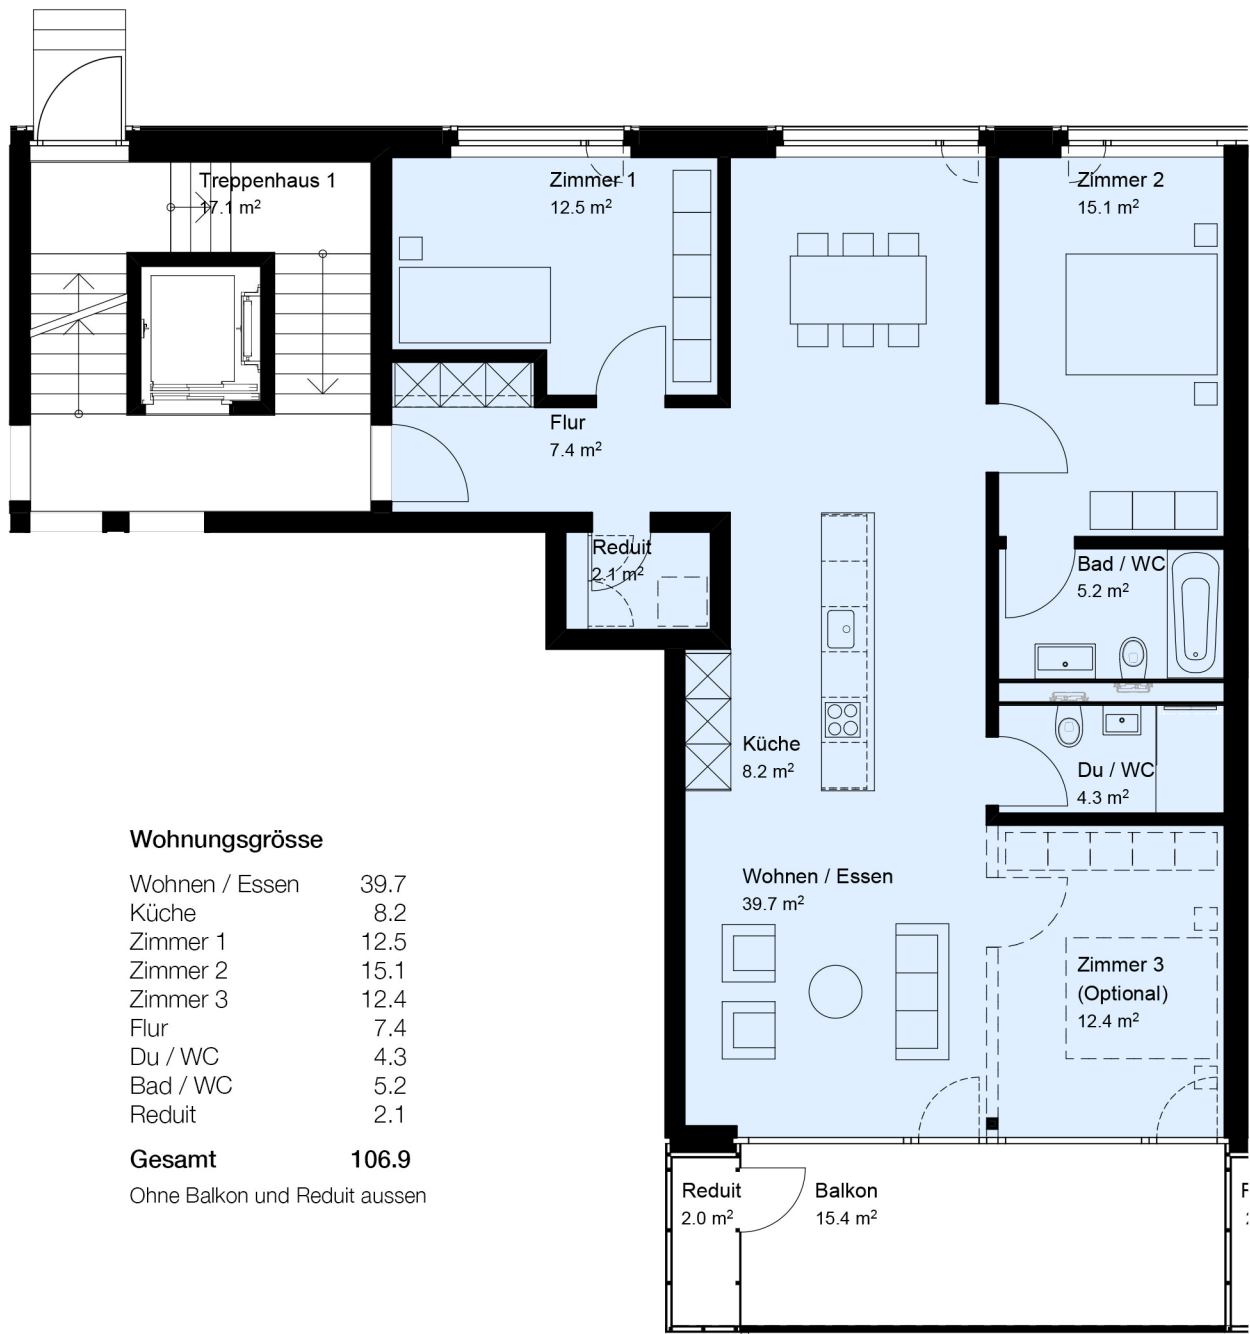 Treppenhaus 1
17.1 m²
Zimmer 1
12.5 m²
Zimmer 2
15.1 m²
Flur
7.4 m²
Reduit
2.1 m²
Bad / WC
5.2 m²
Küche
8.2 m²
Du / WC
4.3 m²
Wohnen / Essen
39.7 m²
Zimmer 3
(Optional)
12.4 m²
Reduit
2.0 m²
Balkon
15.4 m²
Wohnungsgrösse
Wohnen / Essen 39.7
Küche 8.2
Zimmer 1 12.5
Zimmer 2 15.1
Zimmer 3 12.4
Flur 7.4
Du / WC 4.3
Bad / WC 5.2
Reduit 2.1
Gesamt 106.9
Ohne Balkon und Reduit aussen